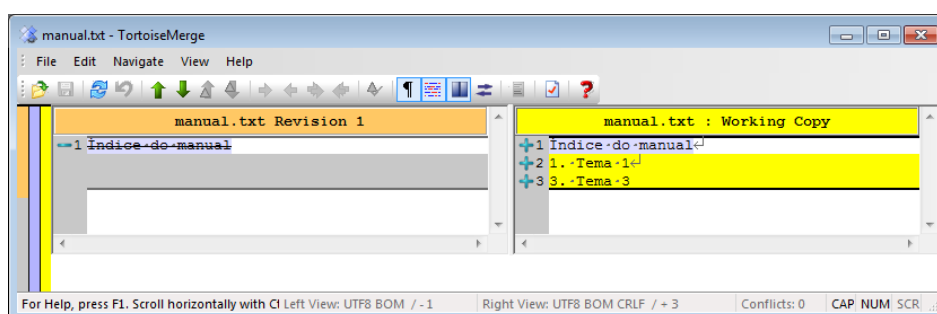 manual.txt - TortoiseMerge
File Edit Navigate View Help
manual.txt Revision 1
1 Índice·do·manual
manual.txt : Working Copy
1 Índice·do·manual
2 1.·Tema·1
3 3.·Tema·3
For Help, press F1. Scroll horizontally with Left View: UTF8 BOM / - 1 Right View: UTF8 BOM CRLF / + 3 Conflicts: 0 CAP NUM SCR